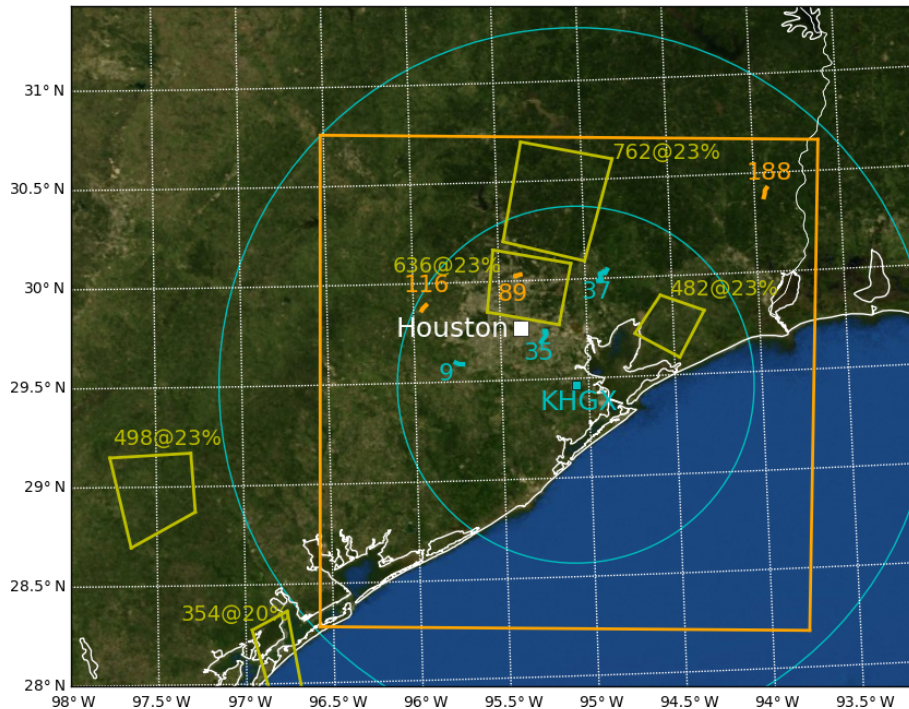 31° N
762@23%
188
30.5° N
636@23%
116
89
37
482@23%
30° N
Houston
35
9
29.5° N
KHGX
498@23%
29° N
28.5° N
354@20%
28° N
98° W
97.5° W
97° W
96.5° W
96° W
95.5° W
95° W
94.5° W
94° W
93.5° W